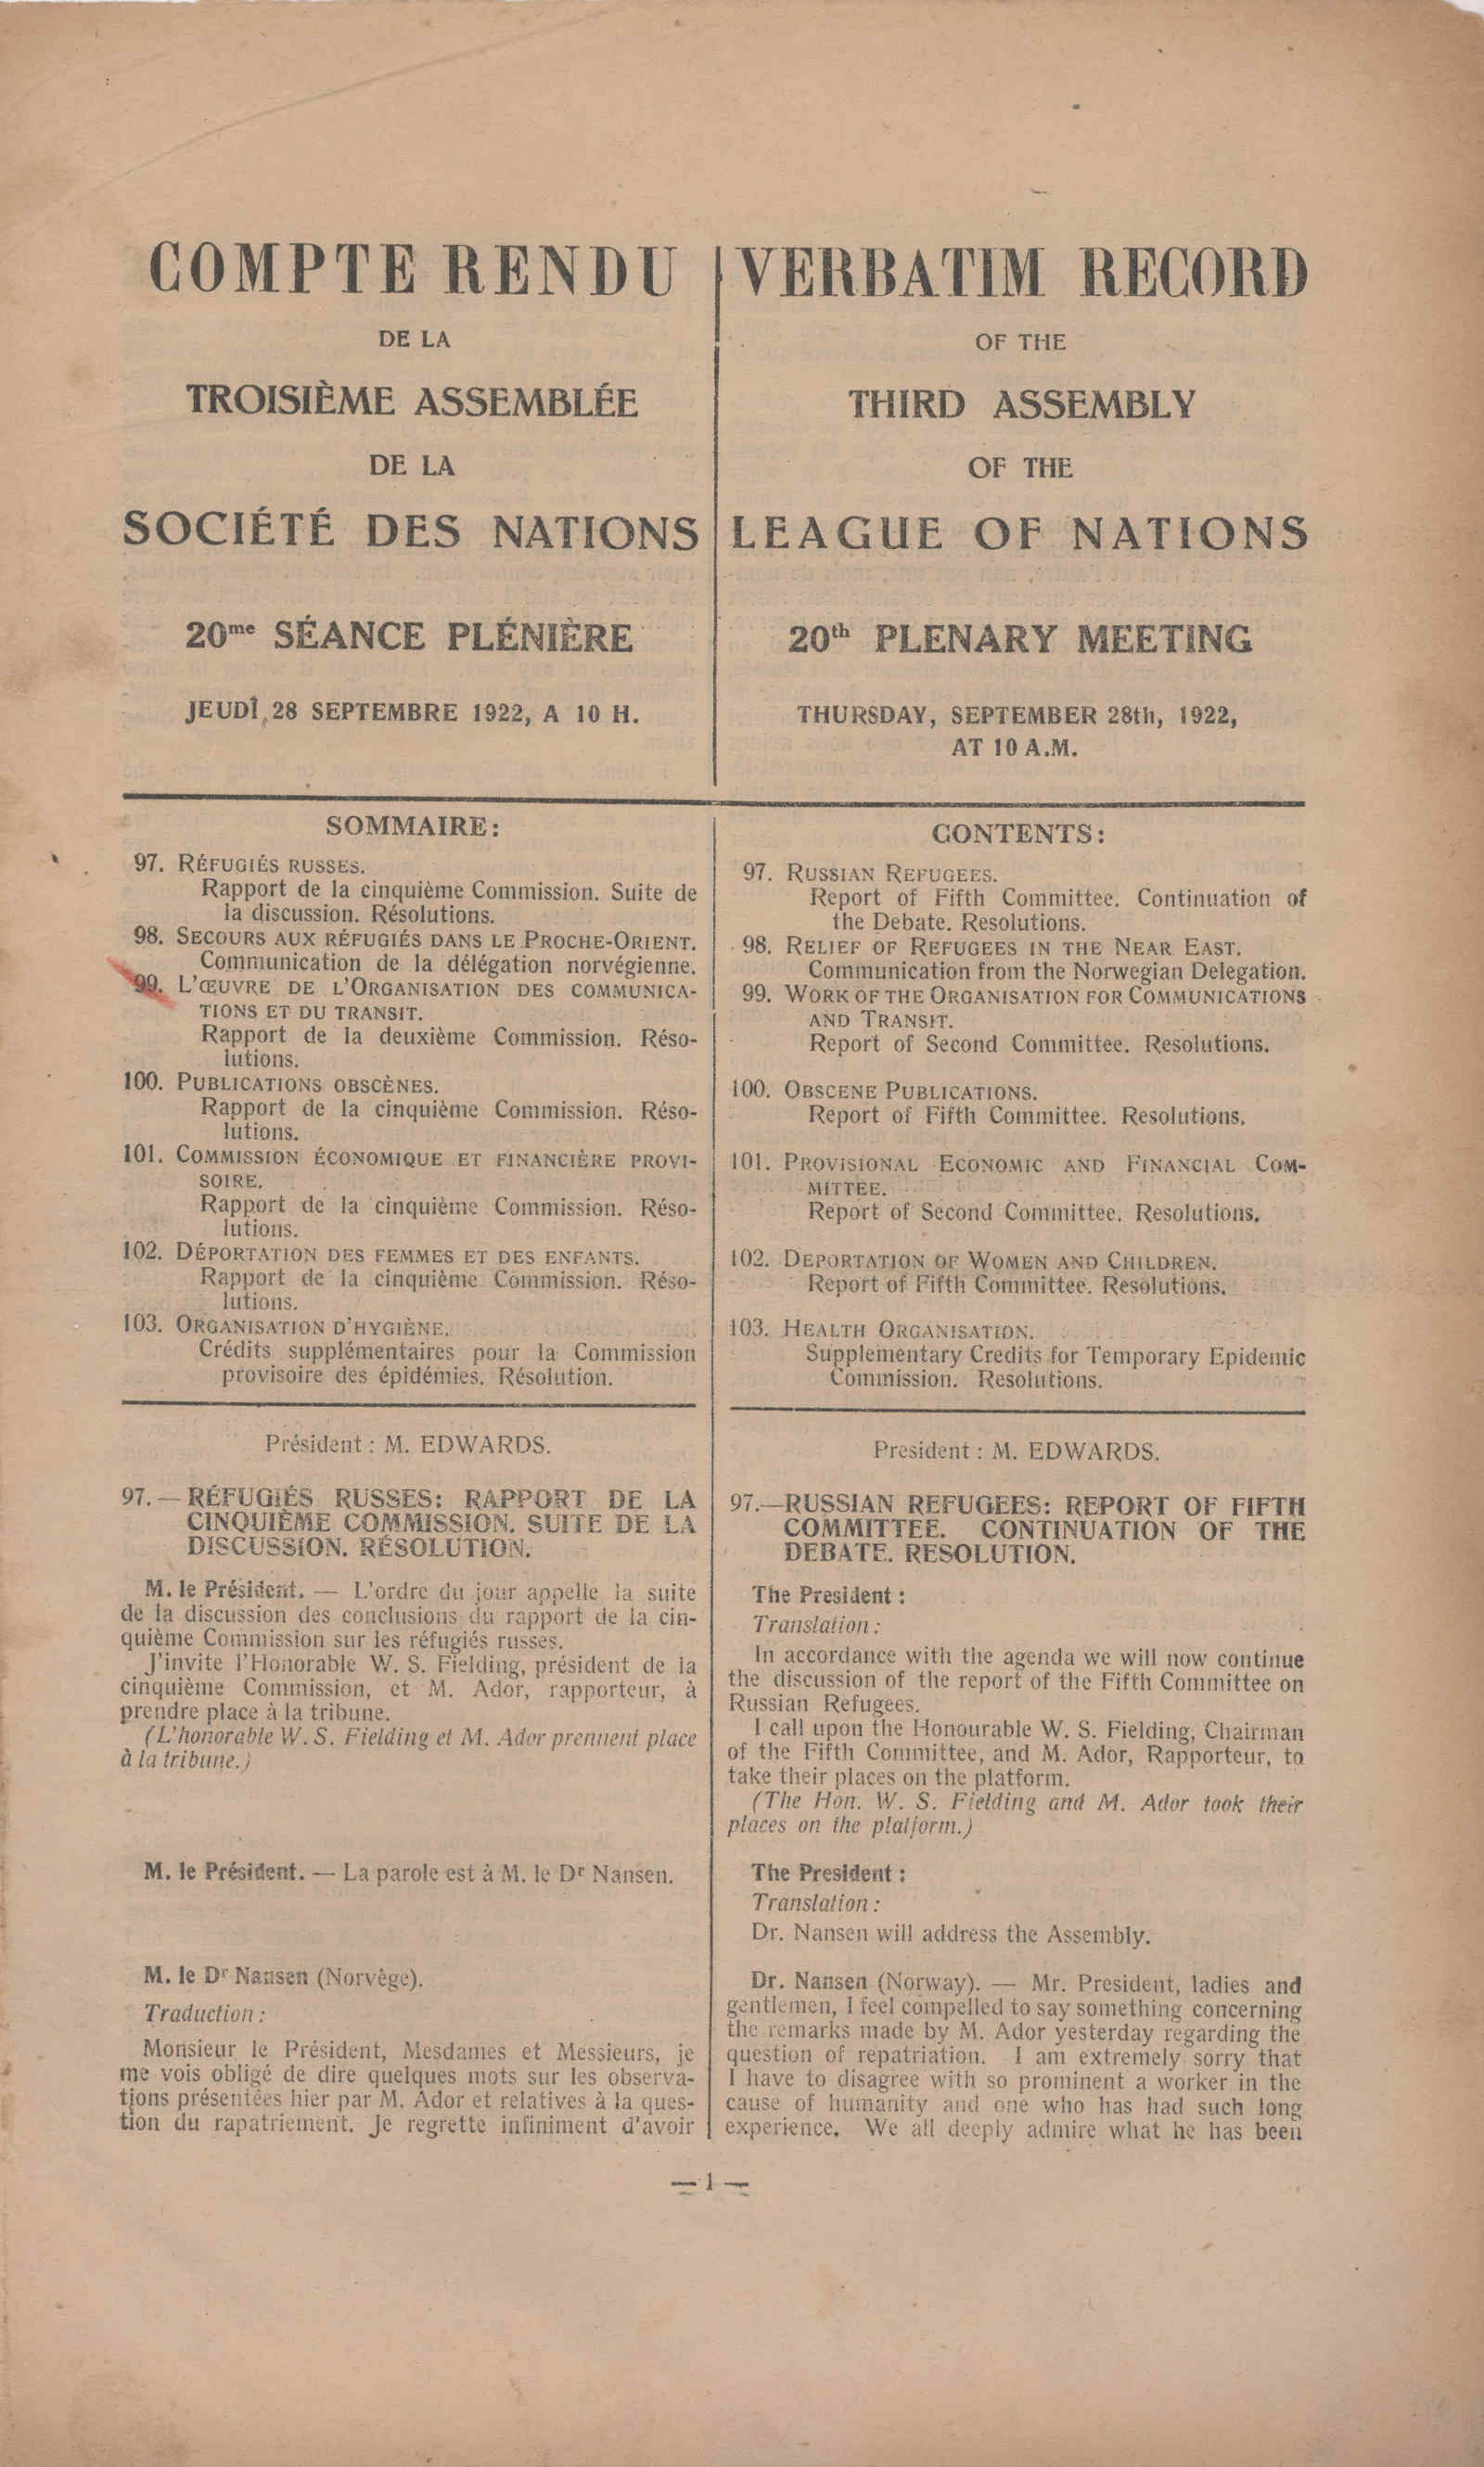 COMPTE RENDU
DE LA
TROISIÈME ASSEMBLÉE
DE LA
SOCIÉTÉ DES NATIONS
20me SÉANCE PLÉNIÈRE
JEUDI, 28 SEPTEMBRE 1922, A 10 H.
VERBATIM RECORD
OF THE
THIRD ASSEMBLY
OF THE
LEAGUE OF NATIONS
20th PLENARY MEETING
THURSDAY, SEPTEMBER 28th, 1922,
AT 10 A.M.
SOMMAIRE:
97. RÉFUGIÉS RUSSES.
Rapport de la cinquième Commission. Suite de
la discussion. Résolutions.
98. SECOURS AUX RÉFUGIÉS DANS LE PROCHE-ORIENT.
Communication de la délégation norvégienne.
99. L'ŒUVRE DE L'ORGANISATION DES COMMUNICA-
TIONS ET DU TRANSIT.
Rapport de la deuxième Commission. Réso-
lutions.
100. PUBLICATIONS OBSCÈNES.
Rapport de la cinquième Commission. Réso-
lutions.
101. COMMISSION ÉCONOMIQUE ET FINANCIÈRE PROVI-
SOIRE.
Rapport de la cinquième Commission. Réso-
lutions.
102. DÉPORTATION DES FEMMES ET DES ENFANTS.
Rapport de la cinquième Commission. Réso-
lutions.
103. ORGANISATION D'HYGIÈNE.
Crédits supplémentaires pour la Commission
provisoire des épidémies. Résolution.
CONTENTS:
97. RUSSIAN REFUGEES.
Report of Fifth Committee. Continuation of
the Debate. Resolutions.
98. RELIEF OF REFUGEES IN THE NEAR EAST.
Communication from the Norwegian Delegation.
99. WORK OF THE ORGANISATION FOR COMMUNICATIONS
AND TRANSIT.
Report of Second Committee. Resolutions.
100. OBSCENE PUBLICATIONS.
Report of Fifth Committee. Resolutions.
101. PROVISIONAL ECONOMIC AND FINANCIAL COM-
MITTEE.
Report of Second Committee. Resolutions.
102. DEPORTATION OF WOMEN AND CHILDREN.
Report of Fifth Committee. Resolutions.
103. HEALTH ORGANISATION.
Supplementary Credits for Temporary Epidemic
Commission. Resolutions.
Président : M. EDWARDS.
97. — RÉFUGIÉS RUSSES: RAPPORT DE LA
CINQUIÈME COMMISSION. SUITE DE LA
DISCUSSION. RÉSOLUTION.
M. le Président. — L'ordre du jour appelle la suite
de la discussion des conclusions du rapport de la cin-
quième Commission sur les réfugiés russes.
J'invite l'Honorable W. S. Fielding, président de la
cinquième Commission, et M. Ador, rapporteur, à
prendre place à la tribune.
(L'honorable W. S. Fielding et M. Ador prennent place
à la tribune.)
M. le Président. — La parole est à M. le Dr Nansen.
M. le Dr Nansen (Norvège).
Traduction :
Monsieur le Président, Mesdames et Messieurs, je
me vois obligé de dire quelques mots sur les observa-
tions présentées hier par M. Ador et relatives à la ques-
tion du rapatriement. Je regrette infiniment d'avoir
President : M. EDWARDS.
97.—RUSSIAN REFUGEES: REPORT OF FIFTH
COMMITTEE. CONTINUATION OF THE
DEBATE. RESOLUTION.
The President :
Translation :
In accordance with the agenda we will now continue
the discussion of the report of the Fifth Committee on
Russian Refugees.
I call upon the Honourable W. S. Fielding, Chairman
of the Fifth Committee, and M. Ador, Rapporteur, to
take their places on the platform.
(The Hon. W. S. Fielding and M. Ador took their
places on the platform.)
The President :
Translation :
Dr. Nansen will address the Assembly.
Dr. Nansen (Norway). — Mr. President, ladies and
gentlemen, I feel compelled to say something concerning
the remarks made by M. Ador yesterday regarding the
question of repatriation. I am extremely sorry that
I have to disagree with so prominent a worker in the
cause of humanity and one who has had such long
experience. We all deeply admire what he has been
— 1 —